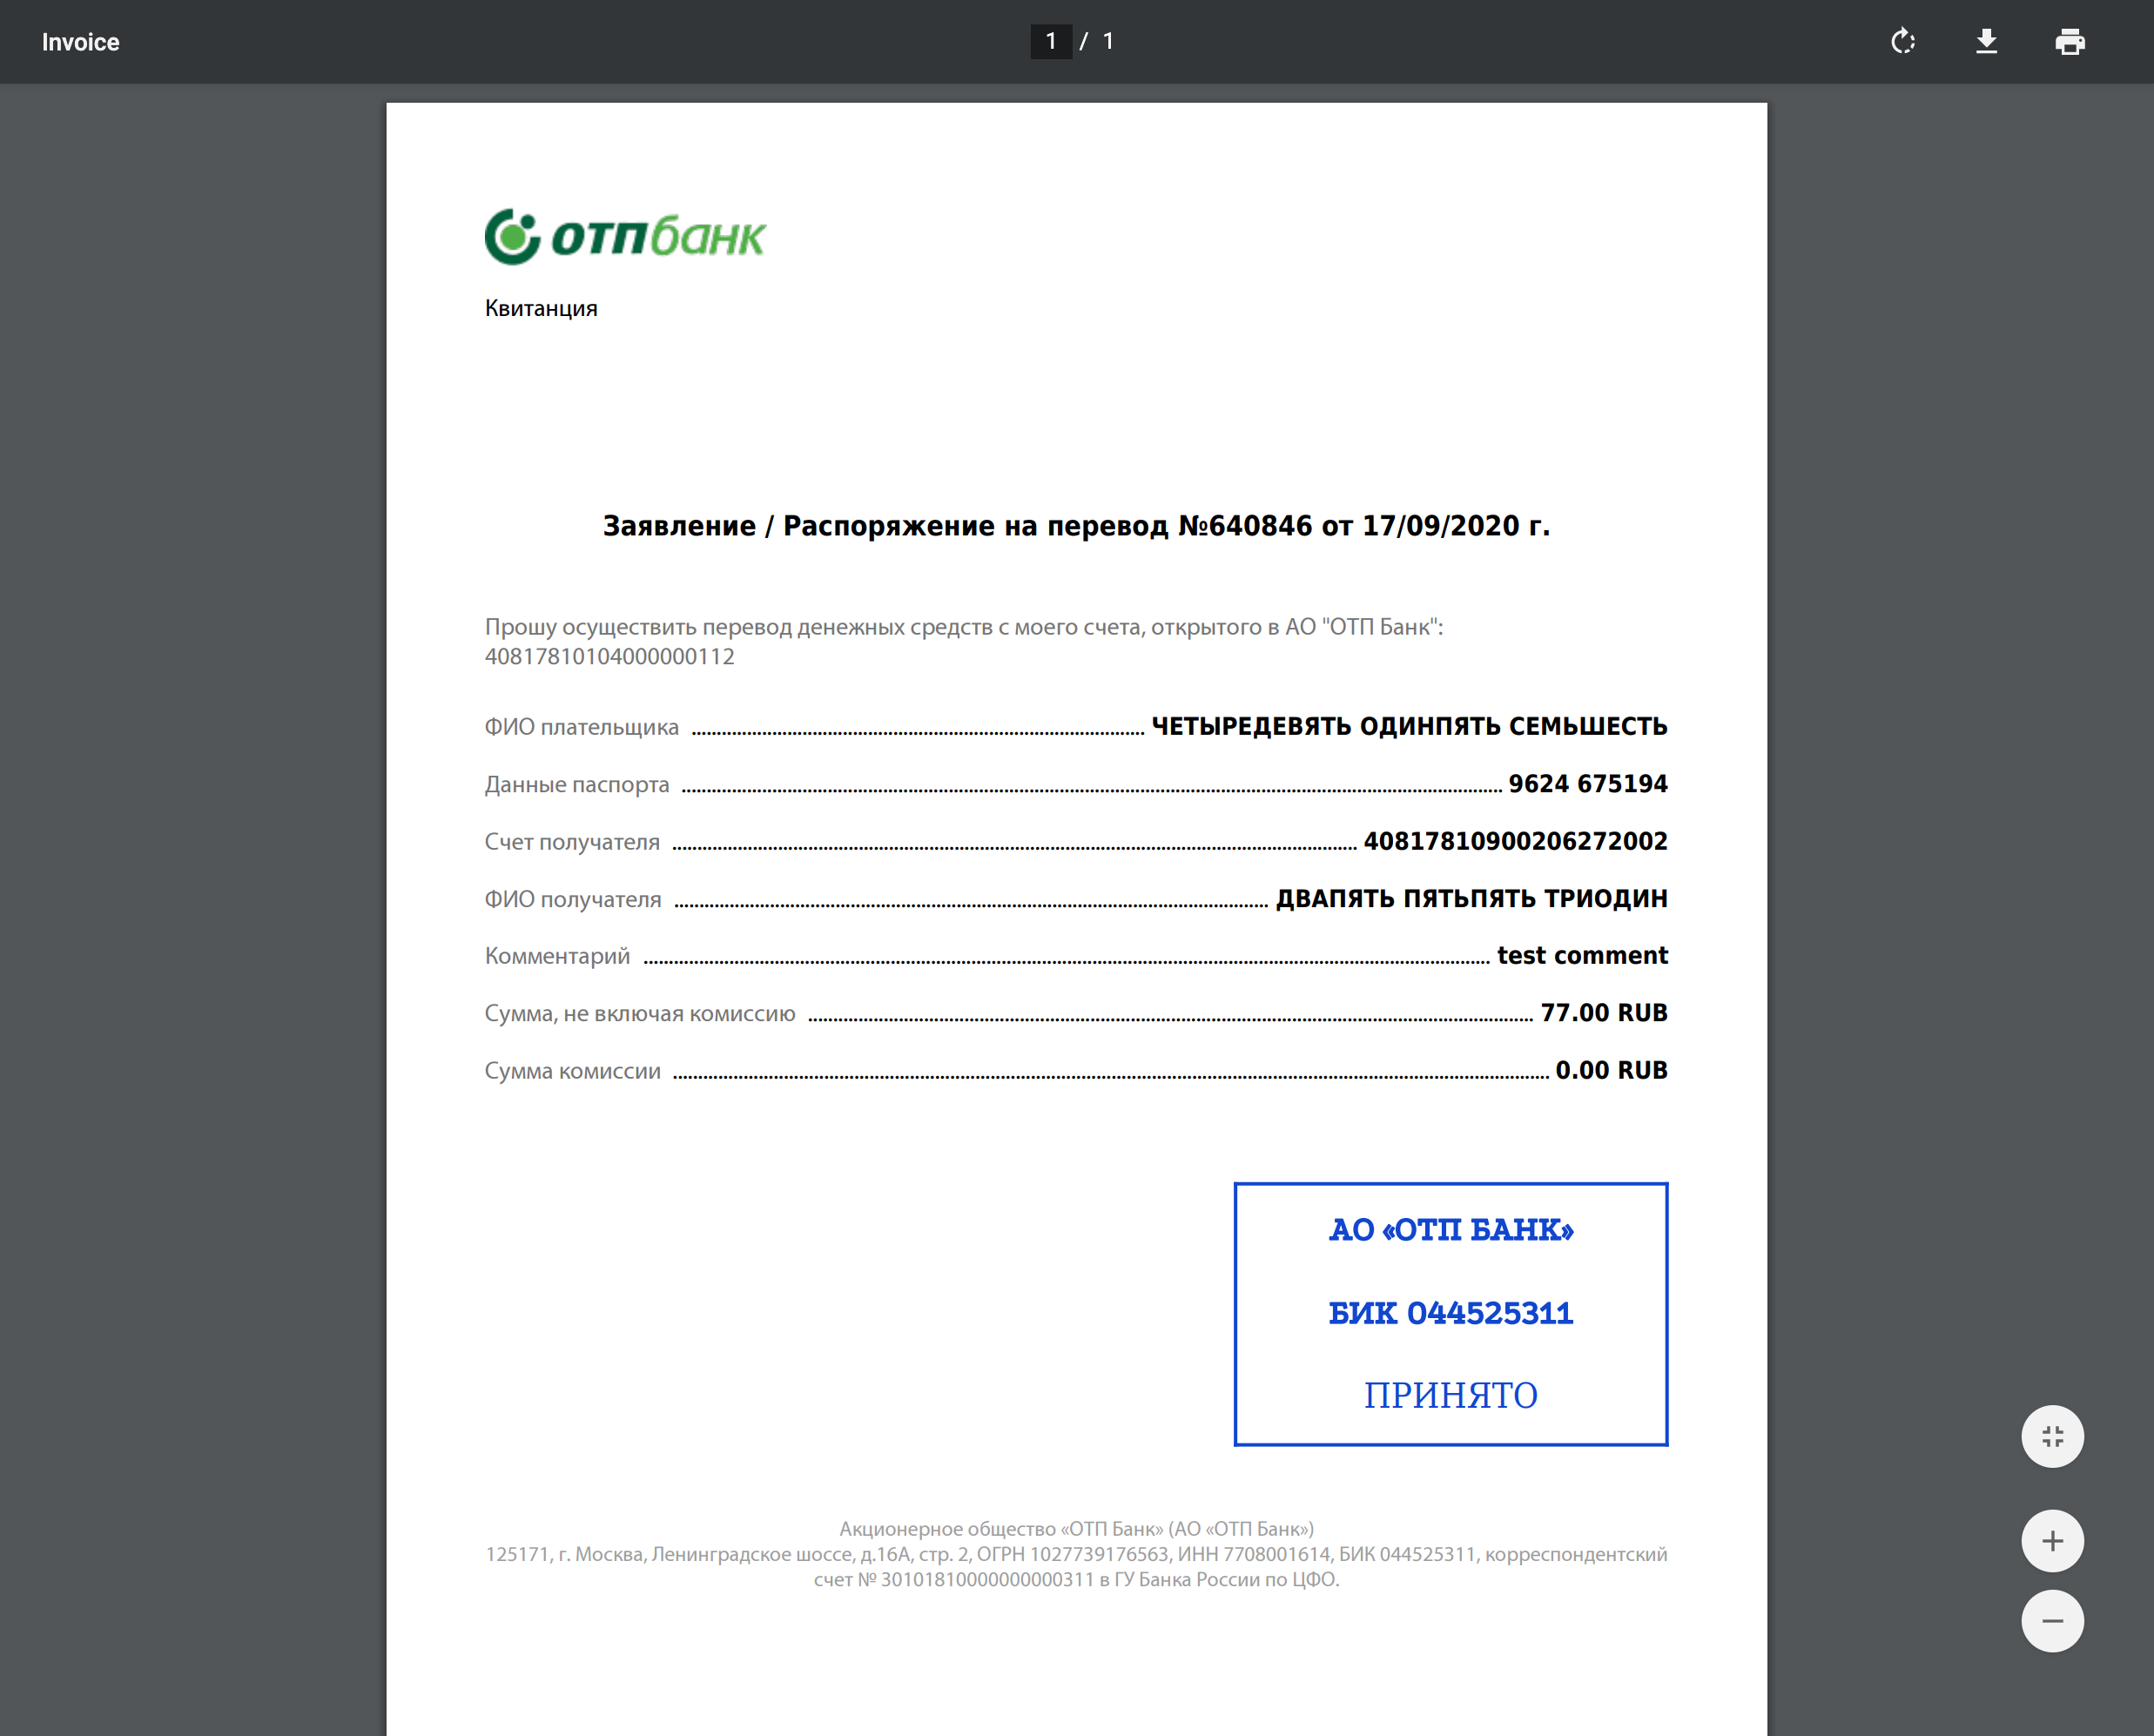 Invoice
1 / 1
отпбанк
Квитанция
Заявление / Распоряжение на перевод №640846 от 17/09/2020 г.
Прошу осуществить перевод денежных средств с моего счета, открытого в АО "ОТП Банк":
40817810104000000112
ФИО плательщика ЧЕТЫРЕДЕВЯТЬ ОДИНПЯТЬ СЕМЬШЕСТЬ
Данные паспорта 9624 675194
Счет получателя 40817810900206272002
ФИО получателя ДВАПЯТЬ ПЯТЬПЯТЬ ТРИОДИН
Комментарий test comment
Сумма, не включая комиссию 77.00 RUB
Сумма комиссии 0.00 RUB
АО «ОТП БАНК»
БИК 044525311
ПРИНЯТО
Акционерное общество «ОТП Банк» (АО «ОТП Банк»)
125171, г. Москва, Ленинградское шоссе, д.16А, стр. 2, ОГРН 1027739176563, ИНН 7708001614, БИК 044525311, корреспондентский
счет № 30101810000000000311 в ГУ Банка России по ЦФО.